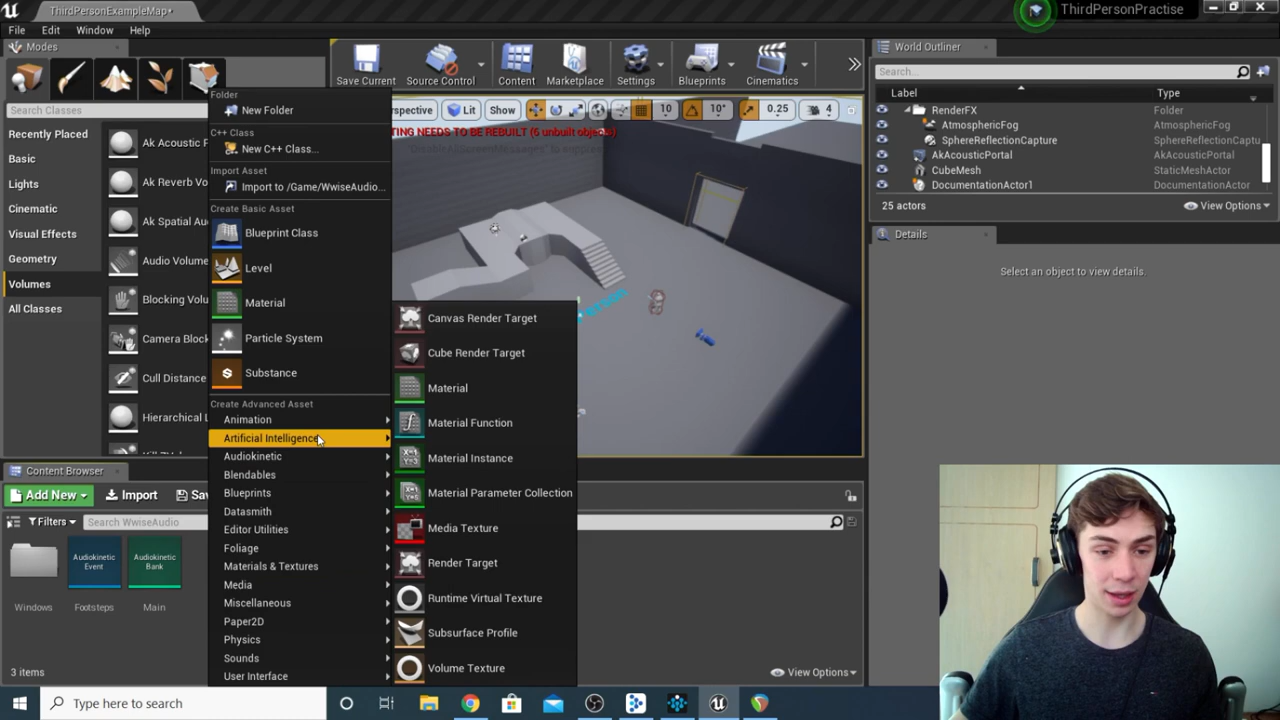 ThirdPersonExampleMap*
ThirdPersonPractise
File Edit Window Help
Modes
World Outliner
Search Classes
Save Current
Source Control
Content
Marketplace
Settings
Blueprints
Cinematics
Search...
Label Type
RenderFX Folder
AtmosphericFog AtmosphericFog
SphereReflectionCapture SphereReflectionCapture
AkAcousticPortal AkAcousticPortal
CubeMesh StaticMeshActor
DocumentationActor1 DocumentationActor
25 actors
View Options
Details
Select an object to view details.
Recently Placed
Basic
Lights
Cinematic
Visual Effects
Geometry
Volumes
All Classes
Ak Acoustic P
Ak Reverb Vo
Ak Spatial Au
Audio Volume
Blocking Volu
Camera Block
Cull Distance
Hierarchical L
Folder
New Folder
C++ Class
New C++ Class...
Import Asset
Import to /Game/WwiseAudio...
Create Basic Asset
Blueprint Class
Level
Material
Particle System
Substance
Create Advanced Asset
Animation
Artificial Intelligence
Audiokinetic
Blendables
Blueprints
Datasmith
Editor Utilities
Foliage
Materials & Textures
Media
Miscellaneous
Paper2D
Physics
Sounds
User Interface
Canvas Render Target
Cube Render Target
Material
Material Function
Material Instance
Material Parameter Collection
Media Texture
Render Target
Runtime Virtual Texture
Subsurface Profile
Volume Texture
rspective Lit Show 10 10° 0.25 4
TING NEEDS TO BE REBUILT (6 unbuilt objects)
Content Browser
Add New Import Sav
Filters Search WwiseAudio
Audiokinetic
Event
Audiokinetic
Bank
Windows Footsteps Main
3 items
View Options
Type here to search